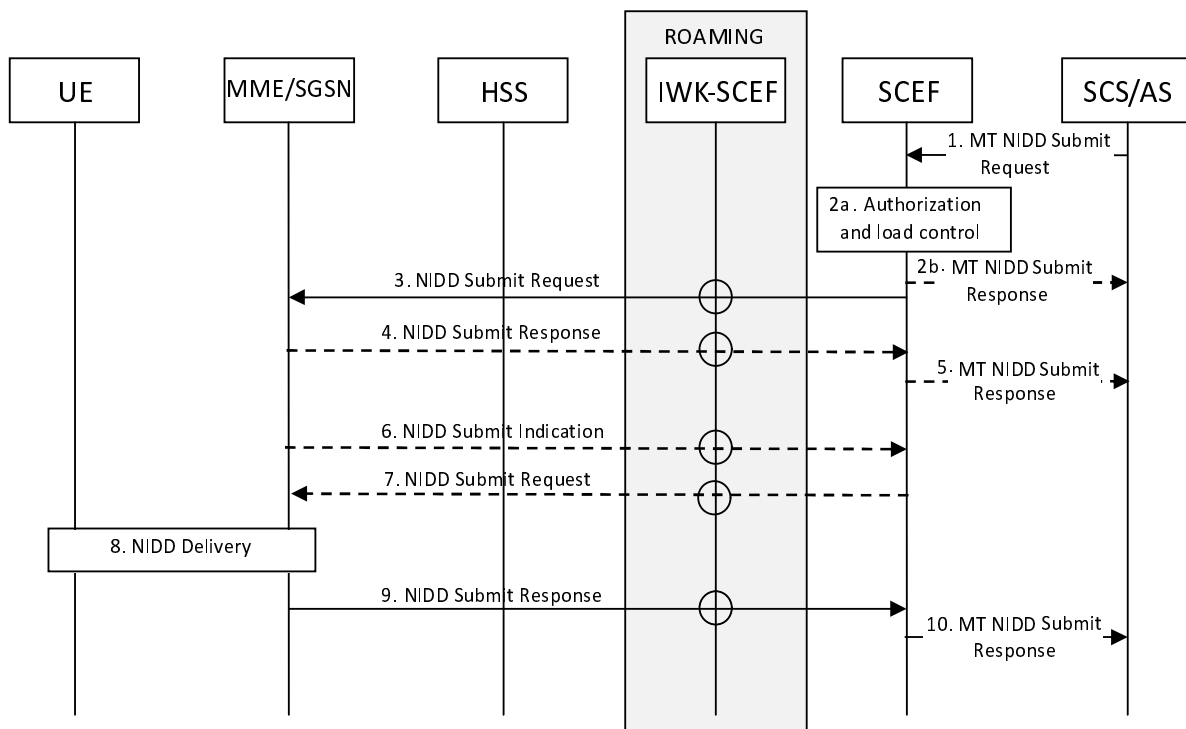 ROAMING
UE
MME/SGSN
HSS
IWK-SCEF
SCEF
SCS/AS
1. MT NIDD Submit
Request
2a. Authorization
and load control
2b. MT NIDD Submit
Response
3. NIDD Submit Request
4. NIDD Submit Response
5. MT NIDD Submit
Response
6. NIDD Submit Indication
7. NIDD Submit Request
8. NIDD Delivery
9. NIDD Submit Response
10. MT NIDD Submit
Response